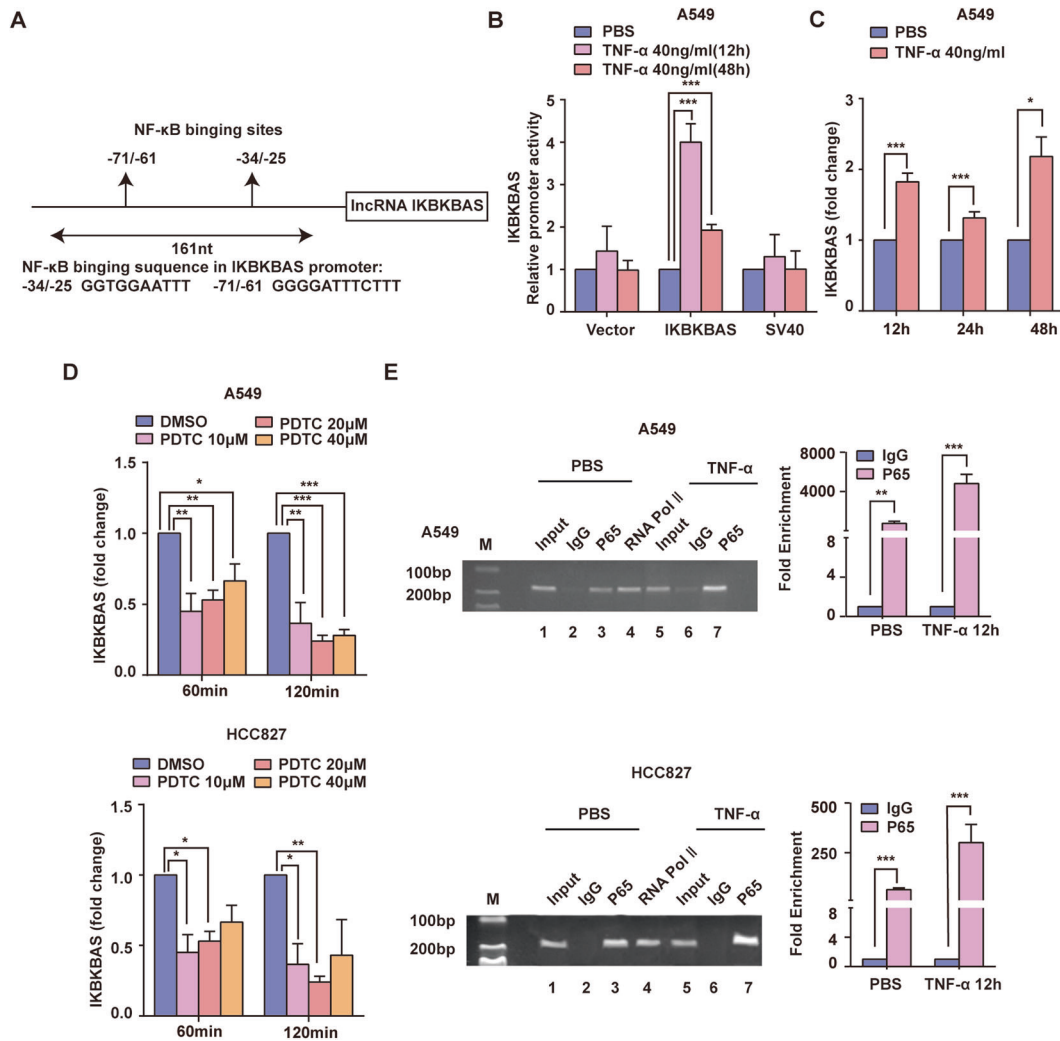 A
NF-κB binging sites
-71/-61 -34/-25
lncRNA IKBKBAS
161nt
NF-κB binging suquence in IKBKBAS promoter:
-34/-25 GGTGGAATTT -71/-61 GGGGATTTCTTT
B
A549
PBS
TNF-α 40ng/ml(12h)
TNF-α 40ng/ml(48h)
IKBKBAS
Relative promoter activity
5
4
3
2
1
0
***
***
Vector IKBKBAS SV40
C
A549
PBS
TNF-α 40ng/ml
IKBKBAS (fold change)
3
2
1
0
*** *** *
12h 24h 48h
D
A549
DMSO PDTC 20μM
PDTC 10μM PDTC 40μM
IKBKBAS (fold change)
1.5
1.0
0.5
0.0
* ***
** ***
** **
60min 120min
HCC827
DMSO PDTC 20μM
PDTC 10μM PDTC 40μM
IKBKBAS (fold change)
1.5
1.0
0.5
0.0
* **
* *
60min 120min
E
A549
PBS TNF-α
A549
M Input IgG P65 RNA Pol II Input IgG P65
100bp
200bp
1 2 3 4 5 6 7
IgG
P65
Fold Enrichment
8000
4000
8
4
0
** ***
PBS TNF-α 12h
HCC827
PBS TNF-α
M Input IgG P65 RNA Pol II Input IgG P65
100bp
200bp
1 2 3 4 5 6 7
IgG
P65
Fold Enrichment
500
250
8
4
0
*** ***
PBS TNF-α 12h